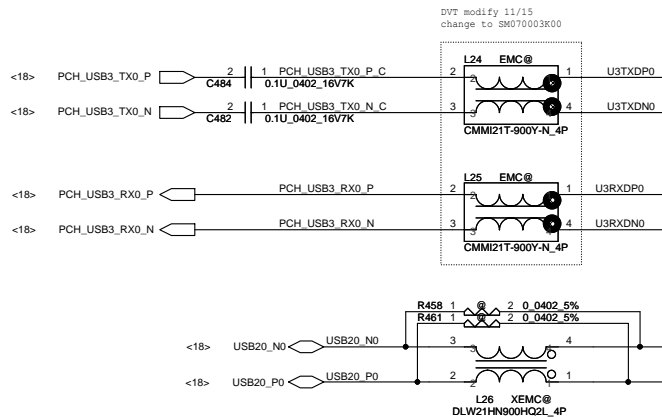 DVT modify 11/15
change to SM070003K00
L24 EMC@
<18> PCH_USB3_TX0_P 2 1 PCH_USB3_TX0_P_C 2 1 U3TXDP0
C484 0.1U_0402_16V7K
<18> PCH_USB3_TX0_N 2 1 PCH_USB3_TX0_N_C 3 4 U3TXDN0
C482 0.1U_0402_16V7K
CMMI21T-900Y-N_4P
L25 EMC@
<18> PCH_USB3_RX0_P PCH_USB3_RX0_P 2 1 U3RXDP0
<18> PCH_USB3_RX0_N PCH_USB3_RX0_N 3 4 U3RXDN0
CMMI21T-900Y-N_4P
R458 1 @ 2 0_0402_5%
R461 1 @ 2 0_0402_5%
<18> USB20_N0 USB20_N0 3 4
<18> USB20_P0 USB20_P0 2 1
L26 XEMC@
DLW21HN900HQ2L_4P